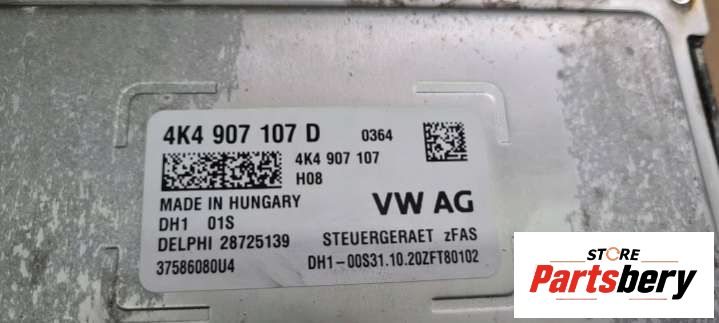 4K4 907 107 D 0364
4K4 907 107
H08
MADE IN HUNGARY
DH1 01S
VW AG
DELPHI 28725139
STEUERGERAET zFAS
37586080U4
DH1-00S31.10.20ZFT80102
STORE
Partsbery